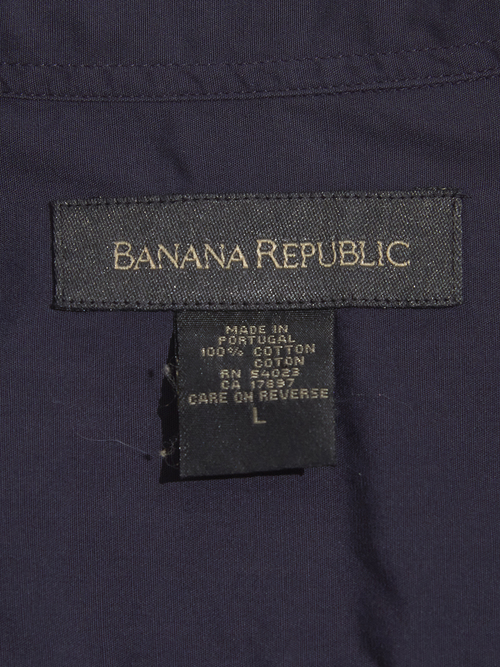 BANANA REPUBLIC
MADE IN
PORTUGAL
100% COTTON
COTON
RN 54023
CA 17897
CARE ON REVERSE
L